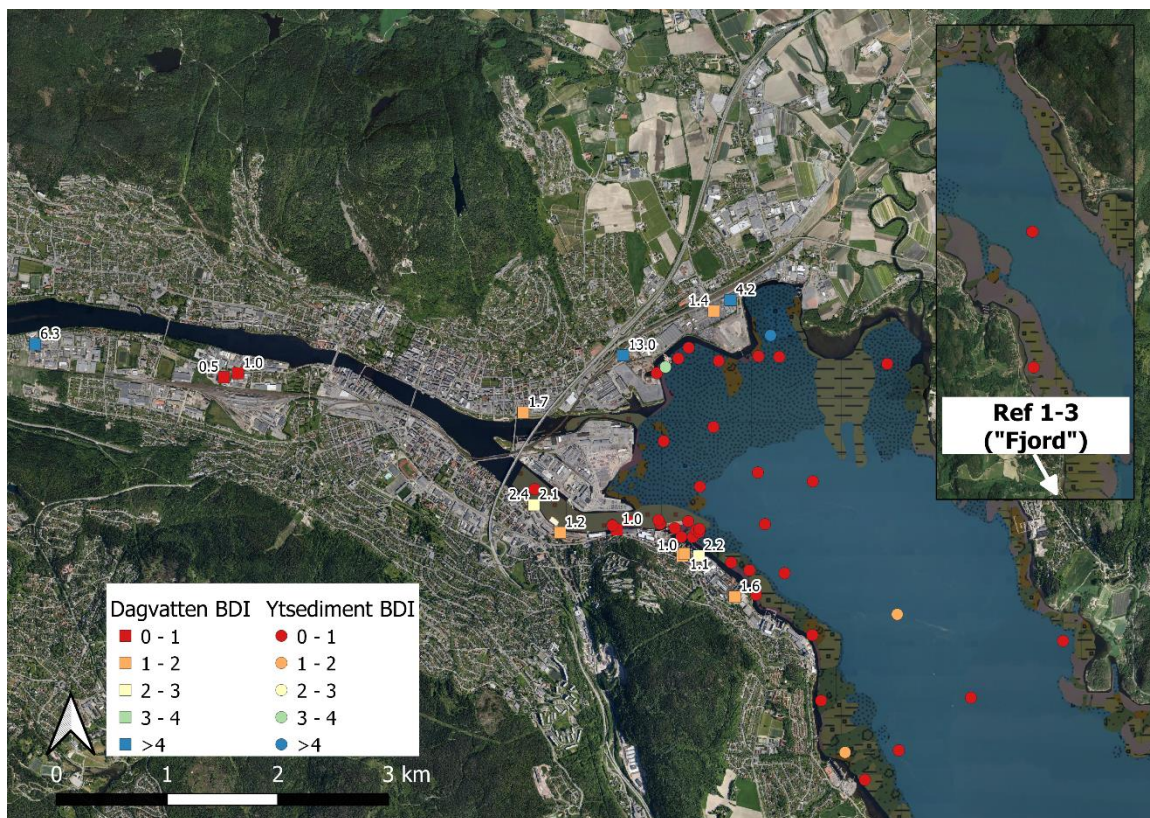 4.2
1.4
6.3
13.0
0.5
1.0
1.7
2.4
2.1
1.2
1.0
1.0
2.2
1.1
1.6
Ref 1-3
("Fjord")
Dagvatten BDI Ytsediment BDI
0 - 1 0 - 1
1 - 2 1 - 2
2 - 3 2 - 3
3 - 4 3 - 4
>4 >4
0 1 2 3 km